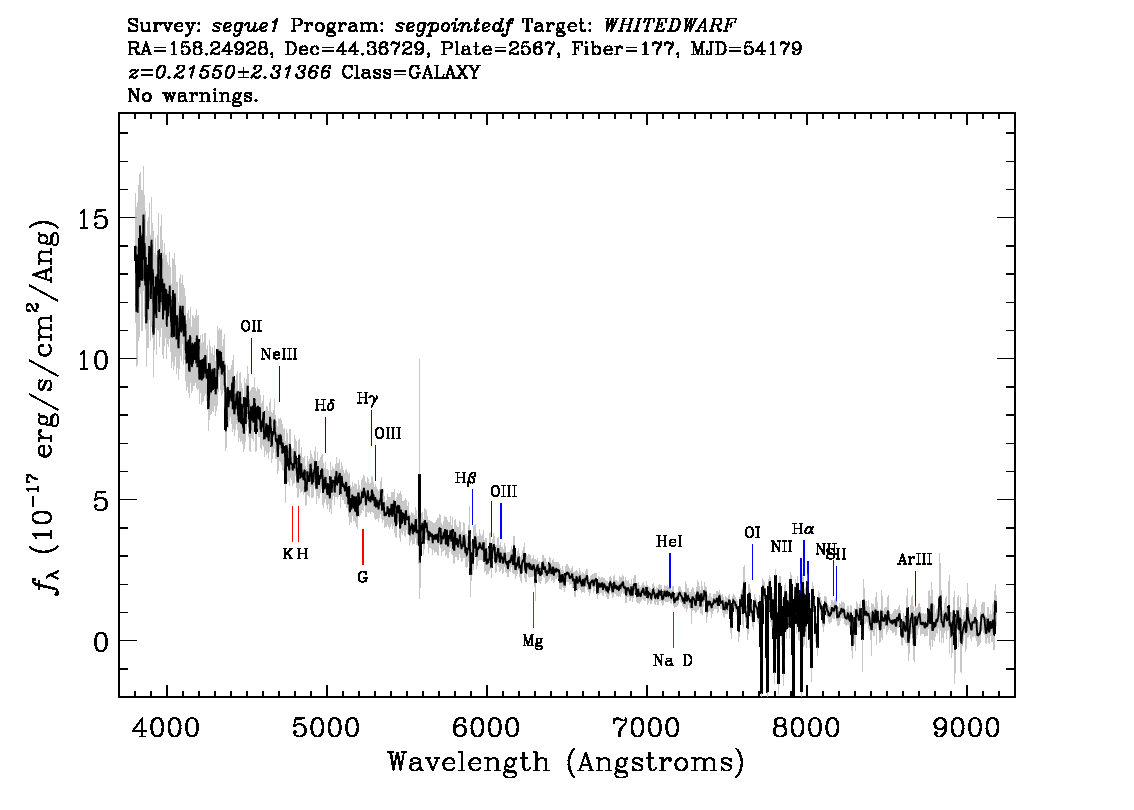 Survey: segue1 Program: segpointedf Target: WHITEDWARF
RA=158.24928, Dec=44.36729, Plate=2567, Fiber=177, MJD=54179
z=0.21550±2.31366 Class=GALAXY
No warnings.
15
10
5
0
f_λ (10^−17 erg/s/cm^2/Ang)
OII
NeIII
Hδ
Hγ
OIII
Hβ
OIII
HeI
OI
NII
Hα
NII
SII
ArIII
K H
G
Mg
Na D
4000 5000 6000 7000 8000 9000
Wavelength (Angstroms)